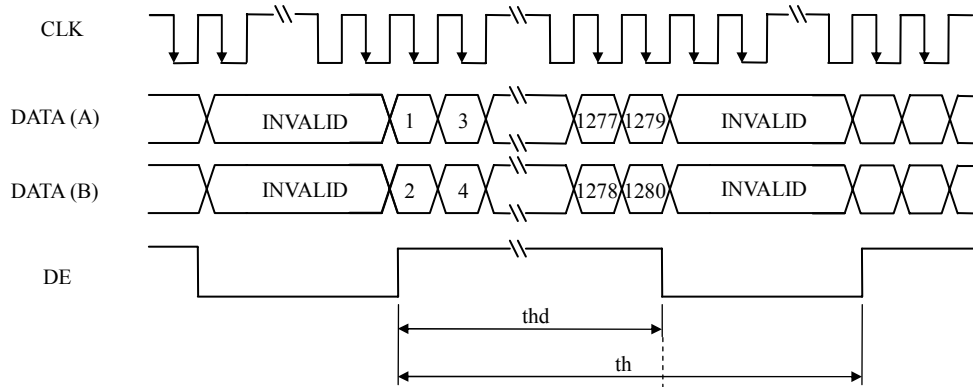 CLK
DATA (A) INVALID 1 3 1277 1279 INVALID
DATA (B) INVALID 2 4 1278 1280 INVALID
DE
thd
th